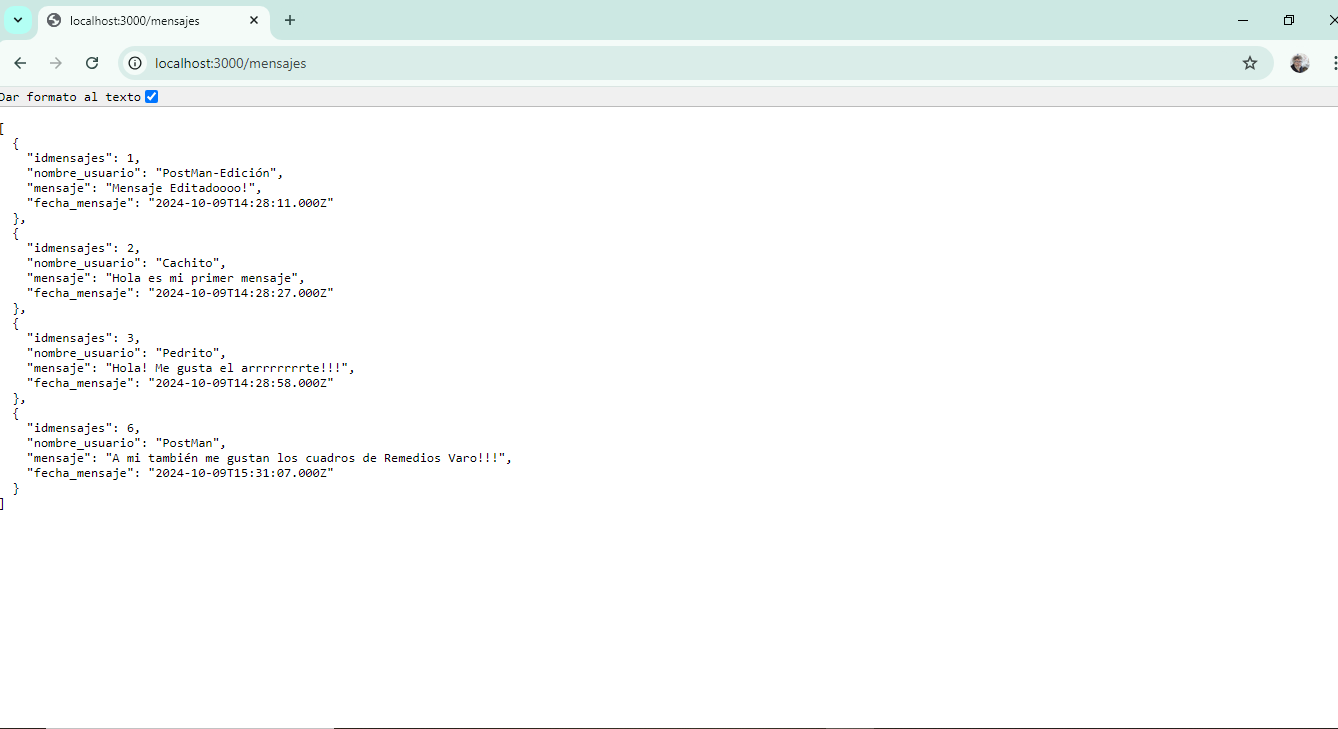 localhost:3000/mensajes
localhost:3000/mensajes
Dar formato al texto
[
  {
    "idmensajes": 1,
    "nombre_usuario": "PostMan-Edición",
    "mensaje": "Mensaje Editadoooo!",
    "fecha_mensaje": "2024-10-09T14:28:11.000Z"
  },
  {
    "idmensajes": 2,
    "nombre_usuario": "Cachito",
    "mensaje": "Hola es mi primer mensaje",
    "fecha_mensaje": "2024-10-09T14:28:27.000Z"
  },
  {
    "idmensajes": 3,
    "nombre_usuario": "Pedrito",
    "mensaje": "Hola! Me gusta el arrrrrrrrte!!!",
    "fecha_mensaje": "2024-10-09T14:28:58.000Z"
  },
  {
    "idmensajes": 6,
    "nombre_usuario": "PostMan",
    "mensaje": "A mi también me gustan los cuadros de Remedios Varo!!!",
    "fecha_mensaje": "2024-10-09T15:31:07.000Z"
  }
]